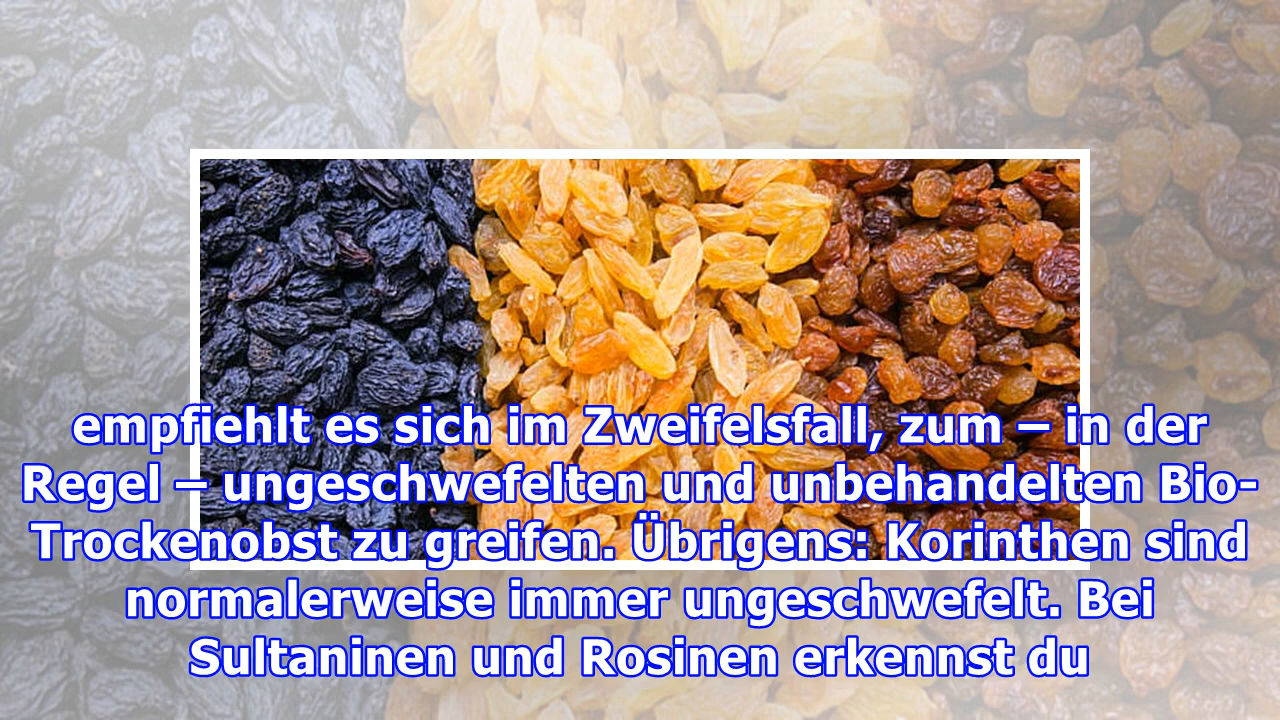 empfiehlt es sich im Zweifelsfall, zum – in der
Regel – ungeschwefelten und unbehandelten Bio-
Trockenobst zu greifen. Übrigens: Korinthen sind
normalerweise immer ungeschwefelt. Bei
Sultaninen und Rosinen erkennst du